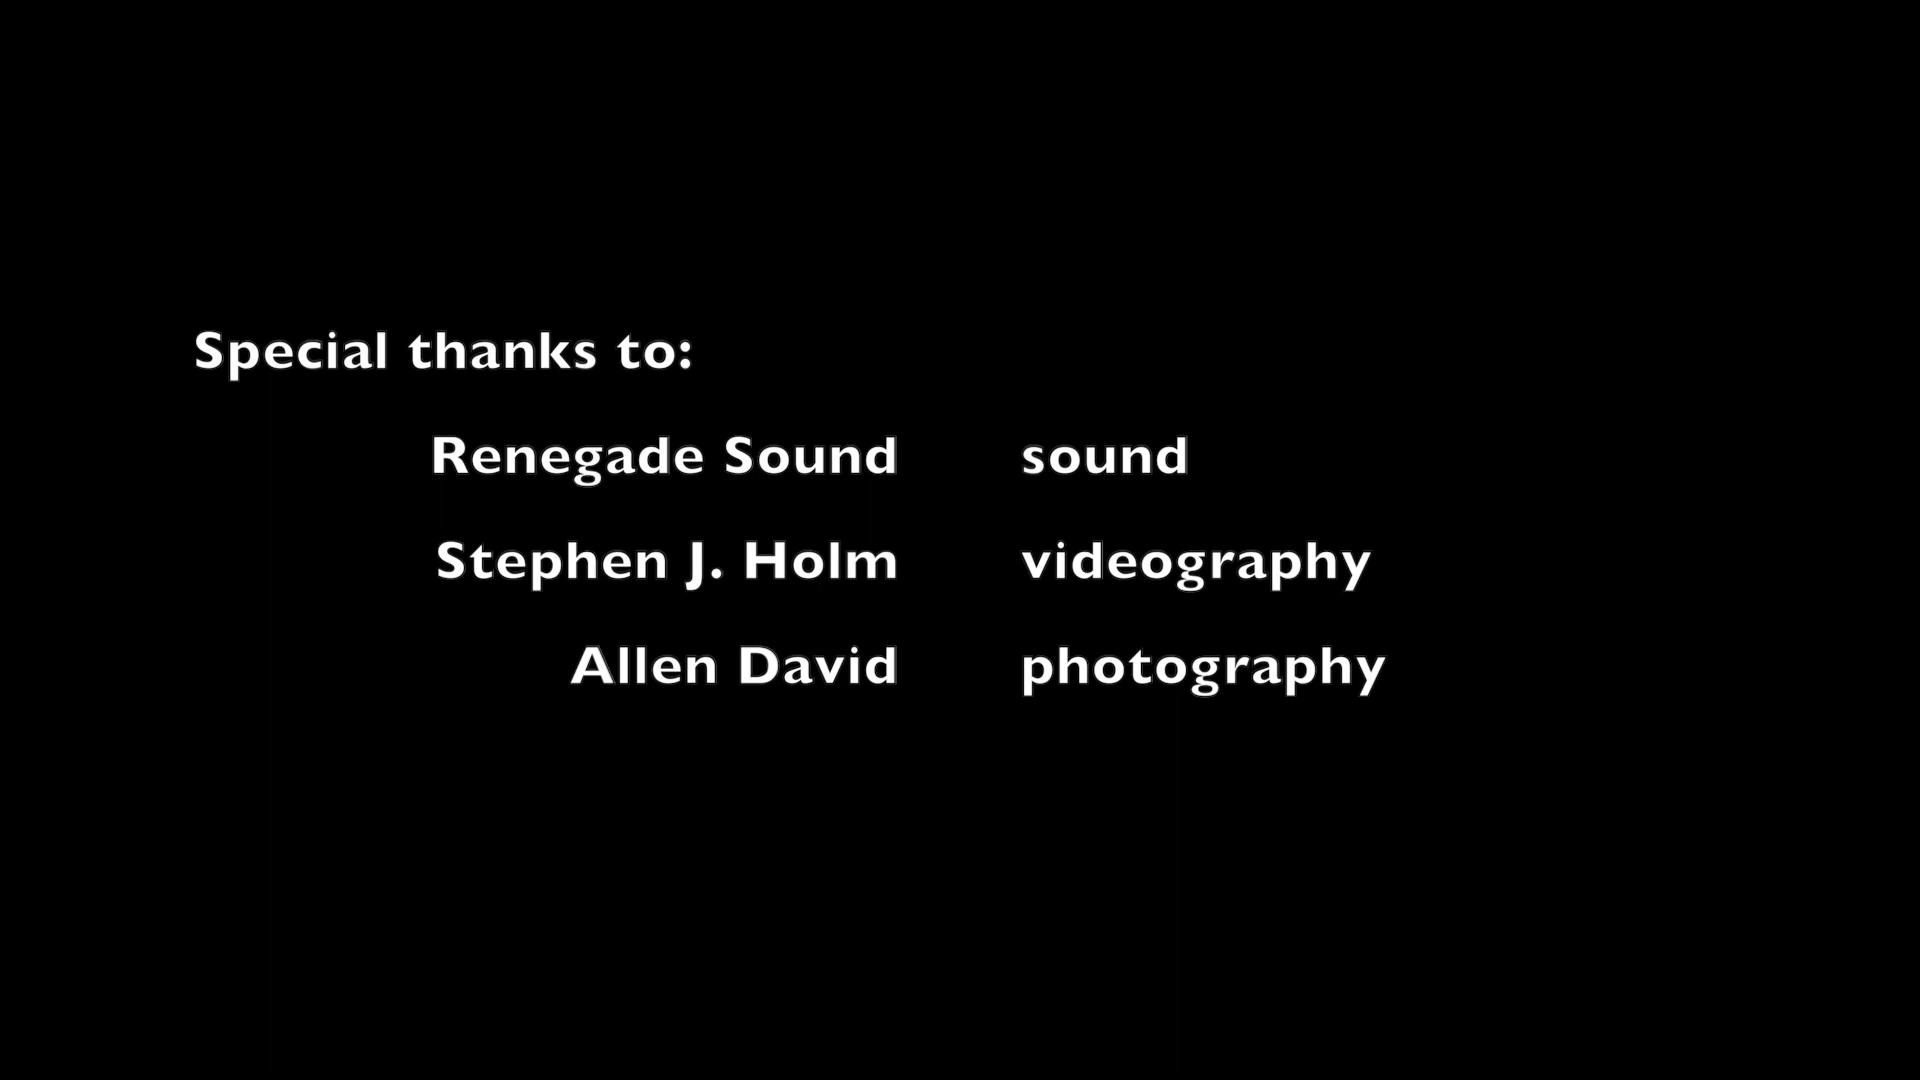 Special thanks to:
Renegade Sound sound
Stephen J. Holm videography
Allen David photography